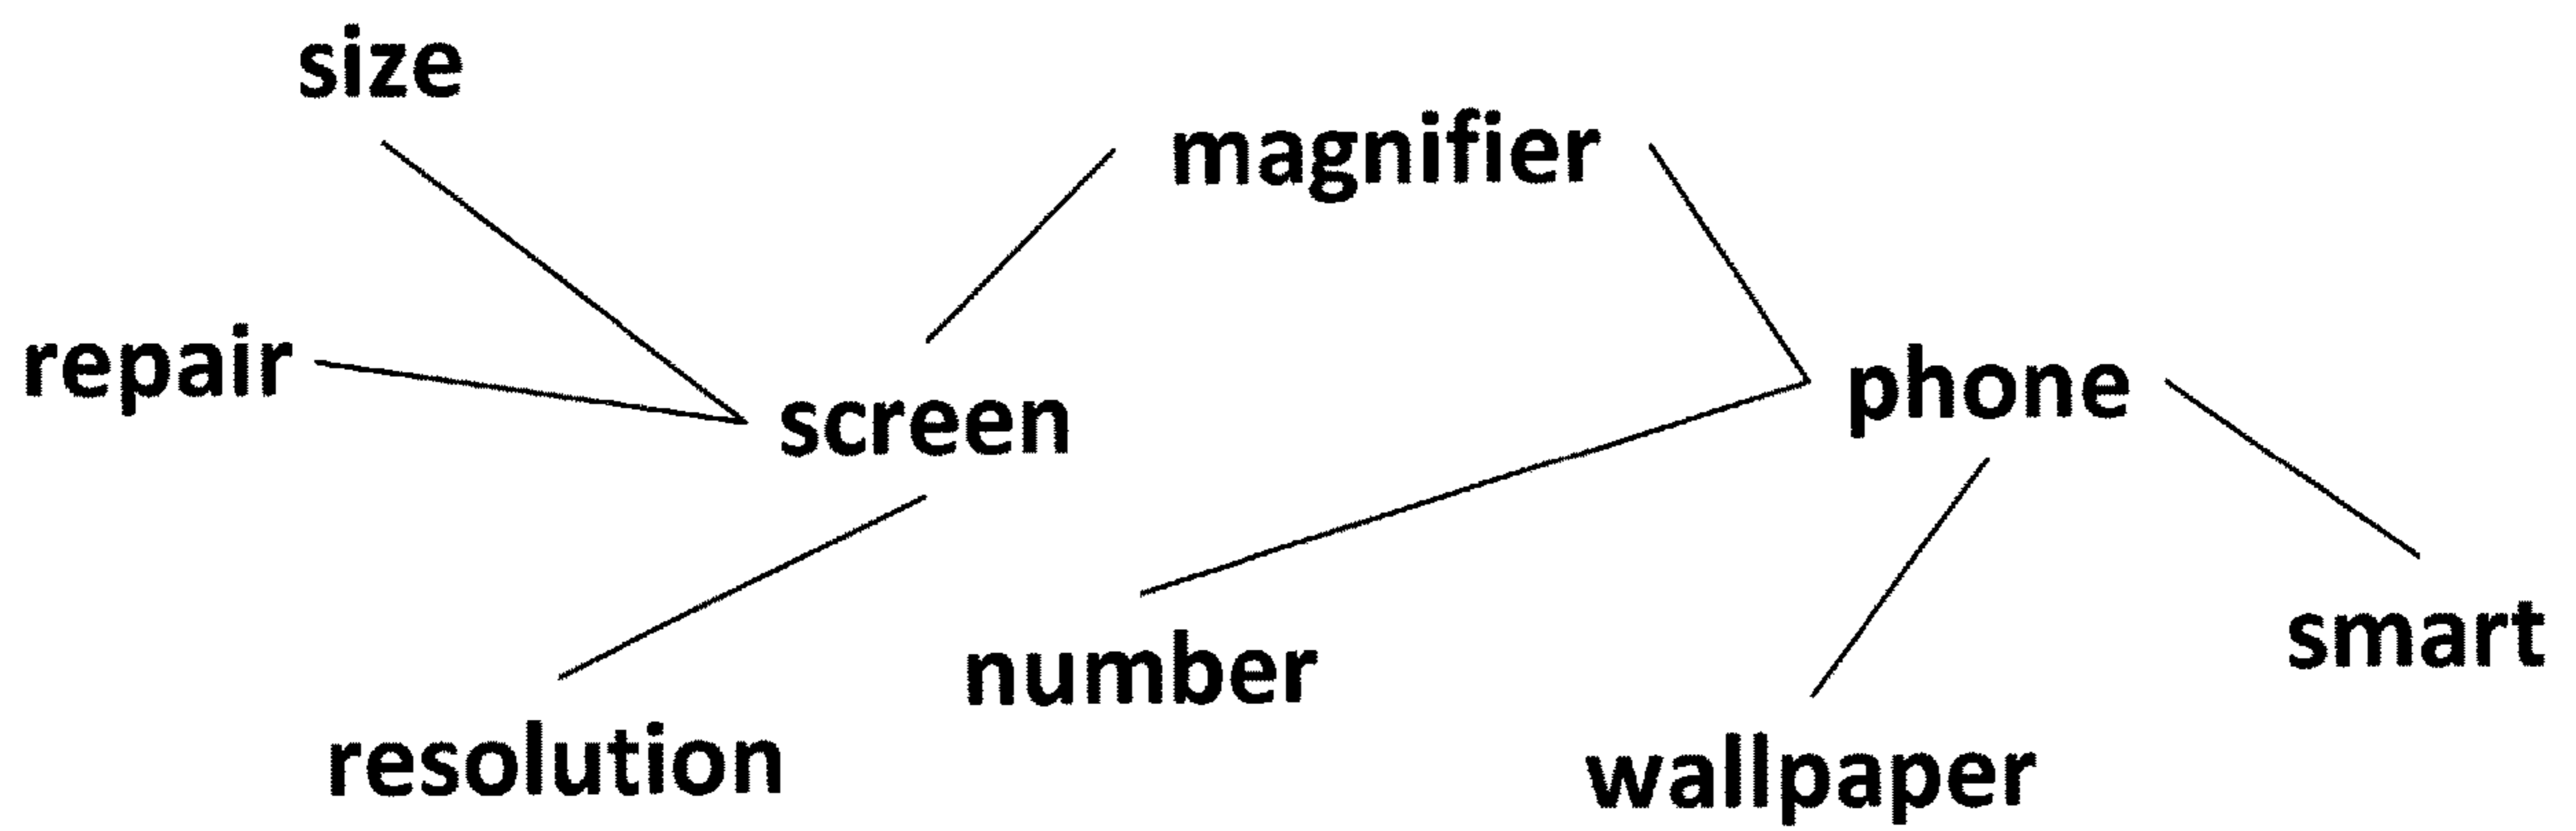 size
magnifier
repair
phone
screen
smart
number
resolution
wallpaper